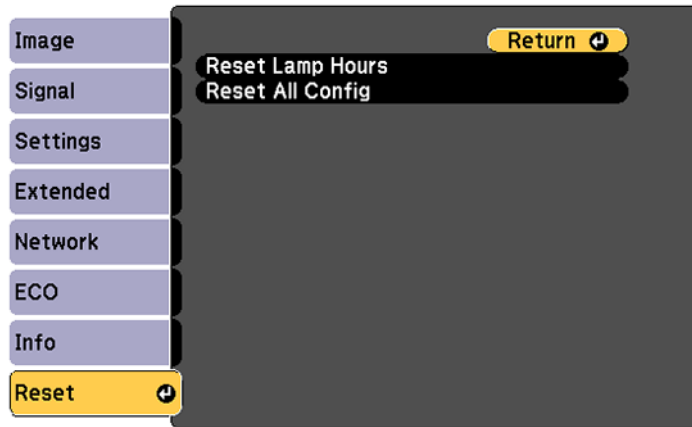 Image
Signal
Settings
Extended
Network
ECO
Info
Reset
Return
Reset Lamp Hours
Reset All Config